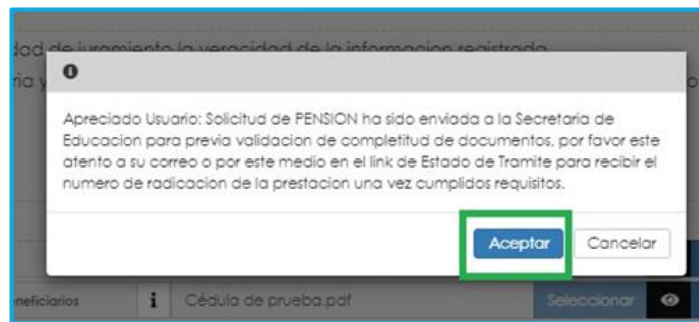 dad de juramiento la veracidad de la informacion registrada
ria y
Apreciado Usuario: Solicitud de PENSION ha sido enviada a la Secretaria de
Educacion para previa validacion de completitud de documentos, por favor este
atento a su correo o por este medio en el link de Estado de Tramite para recibir el
numero de radicacion de la prestacion una vez cumplidos requisitos.
Aceptar Cancelar
neficiarios i Cédula de prueba.pdf Seleccionar